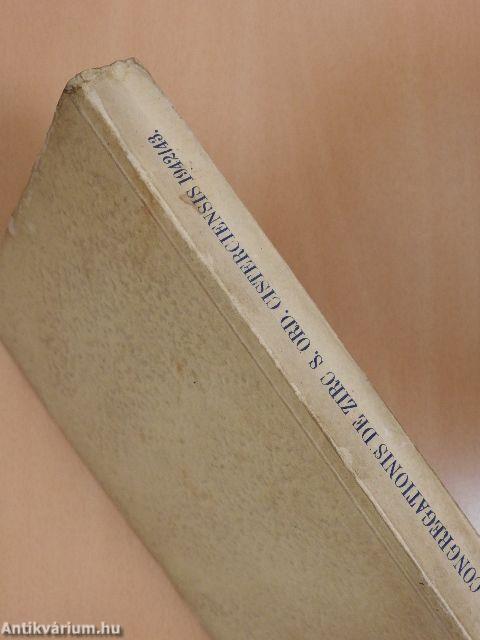 CONGREGATIONIS DE ZIRC S. ORD. CISTERCIENSIS 1942/43.
Antikvárium.hu